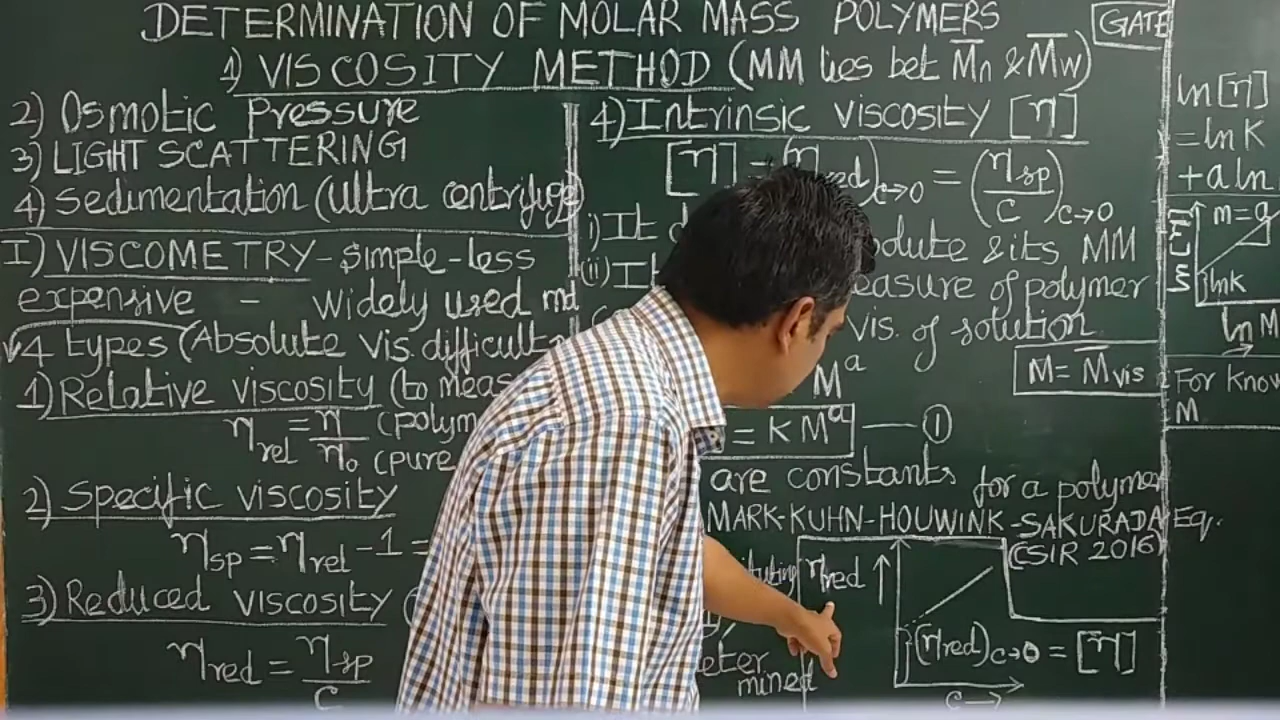 DETERMINATION OF MOLAR MASS POLYMERS
GATE
1) VISCOSITY METHOD (MM lies bet M̄n & M̄w)
2) Osmotic Pressure
3) LIGHT SCATTERING
4) Sedimentation (Ultra centrifuge)
I) VISCOMETRY - Simple - less
expensive - widely used md
4 types (Absolute vis. difficult
1) Relative viscosity (to meas
ηrel = η/η₀ (polym
(pure
2) Specific viscosity
ηsp = ηrel - 1 =
3) Reduced viscosity (
ηred = ηsp/c
4) Intrinsic viscosity [η]
[η] = (ηred)c→0 = (ηsp/c)c→0
i) It
olute & its MM
(ii) It
easure of polymer
vis. of solution
M^a
M = M̄vis
= K M^a — ①
are constants for a polymer
MARK-KUHN-HOUWINK-SAKURADA Eq.
(CSIR 2016)
ηred ↑
(ηred)c→0 = [η]
c →
eter
mined
ln[η]
= ln K
+ a ln
ln[η]
m = a
ln K
ln M
For know
M